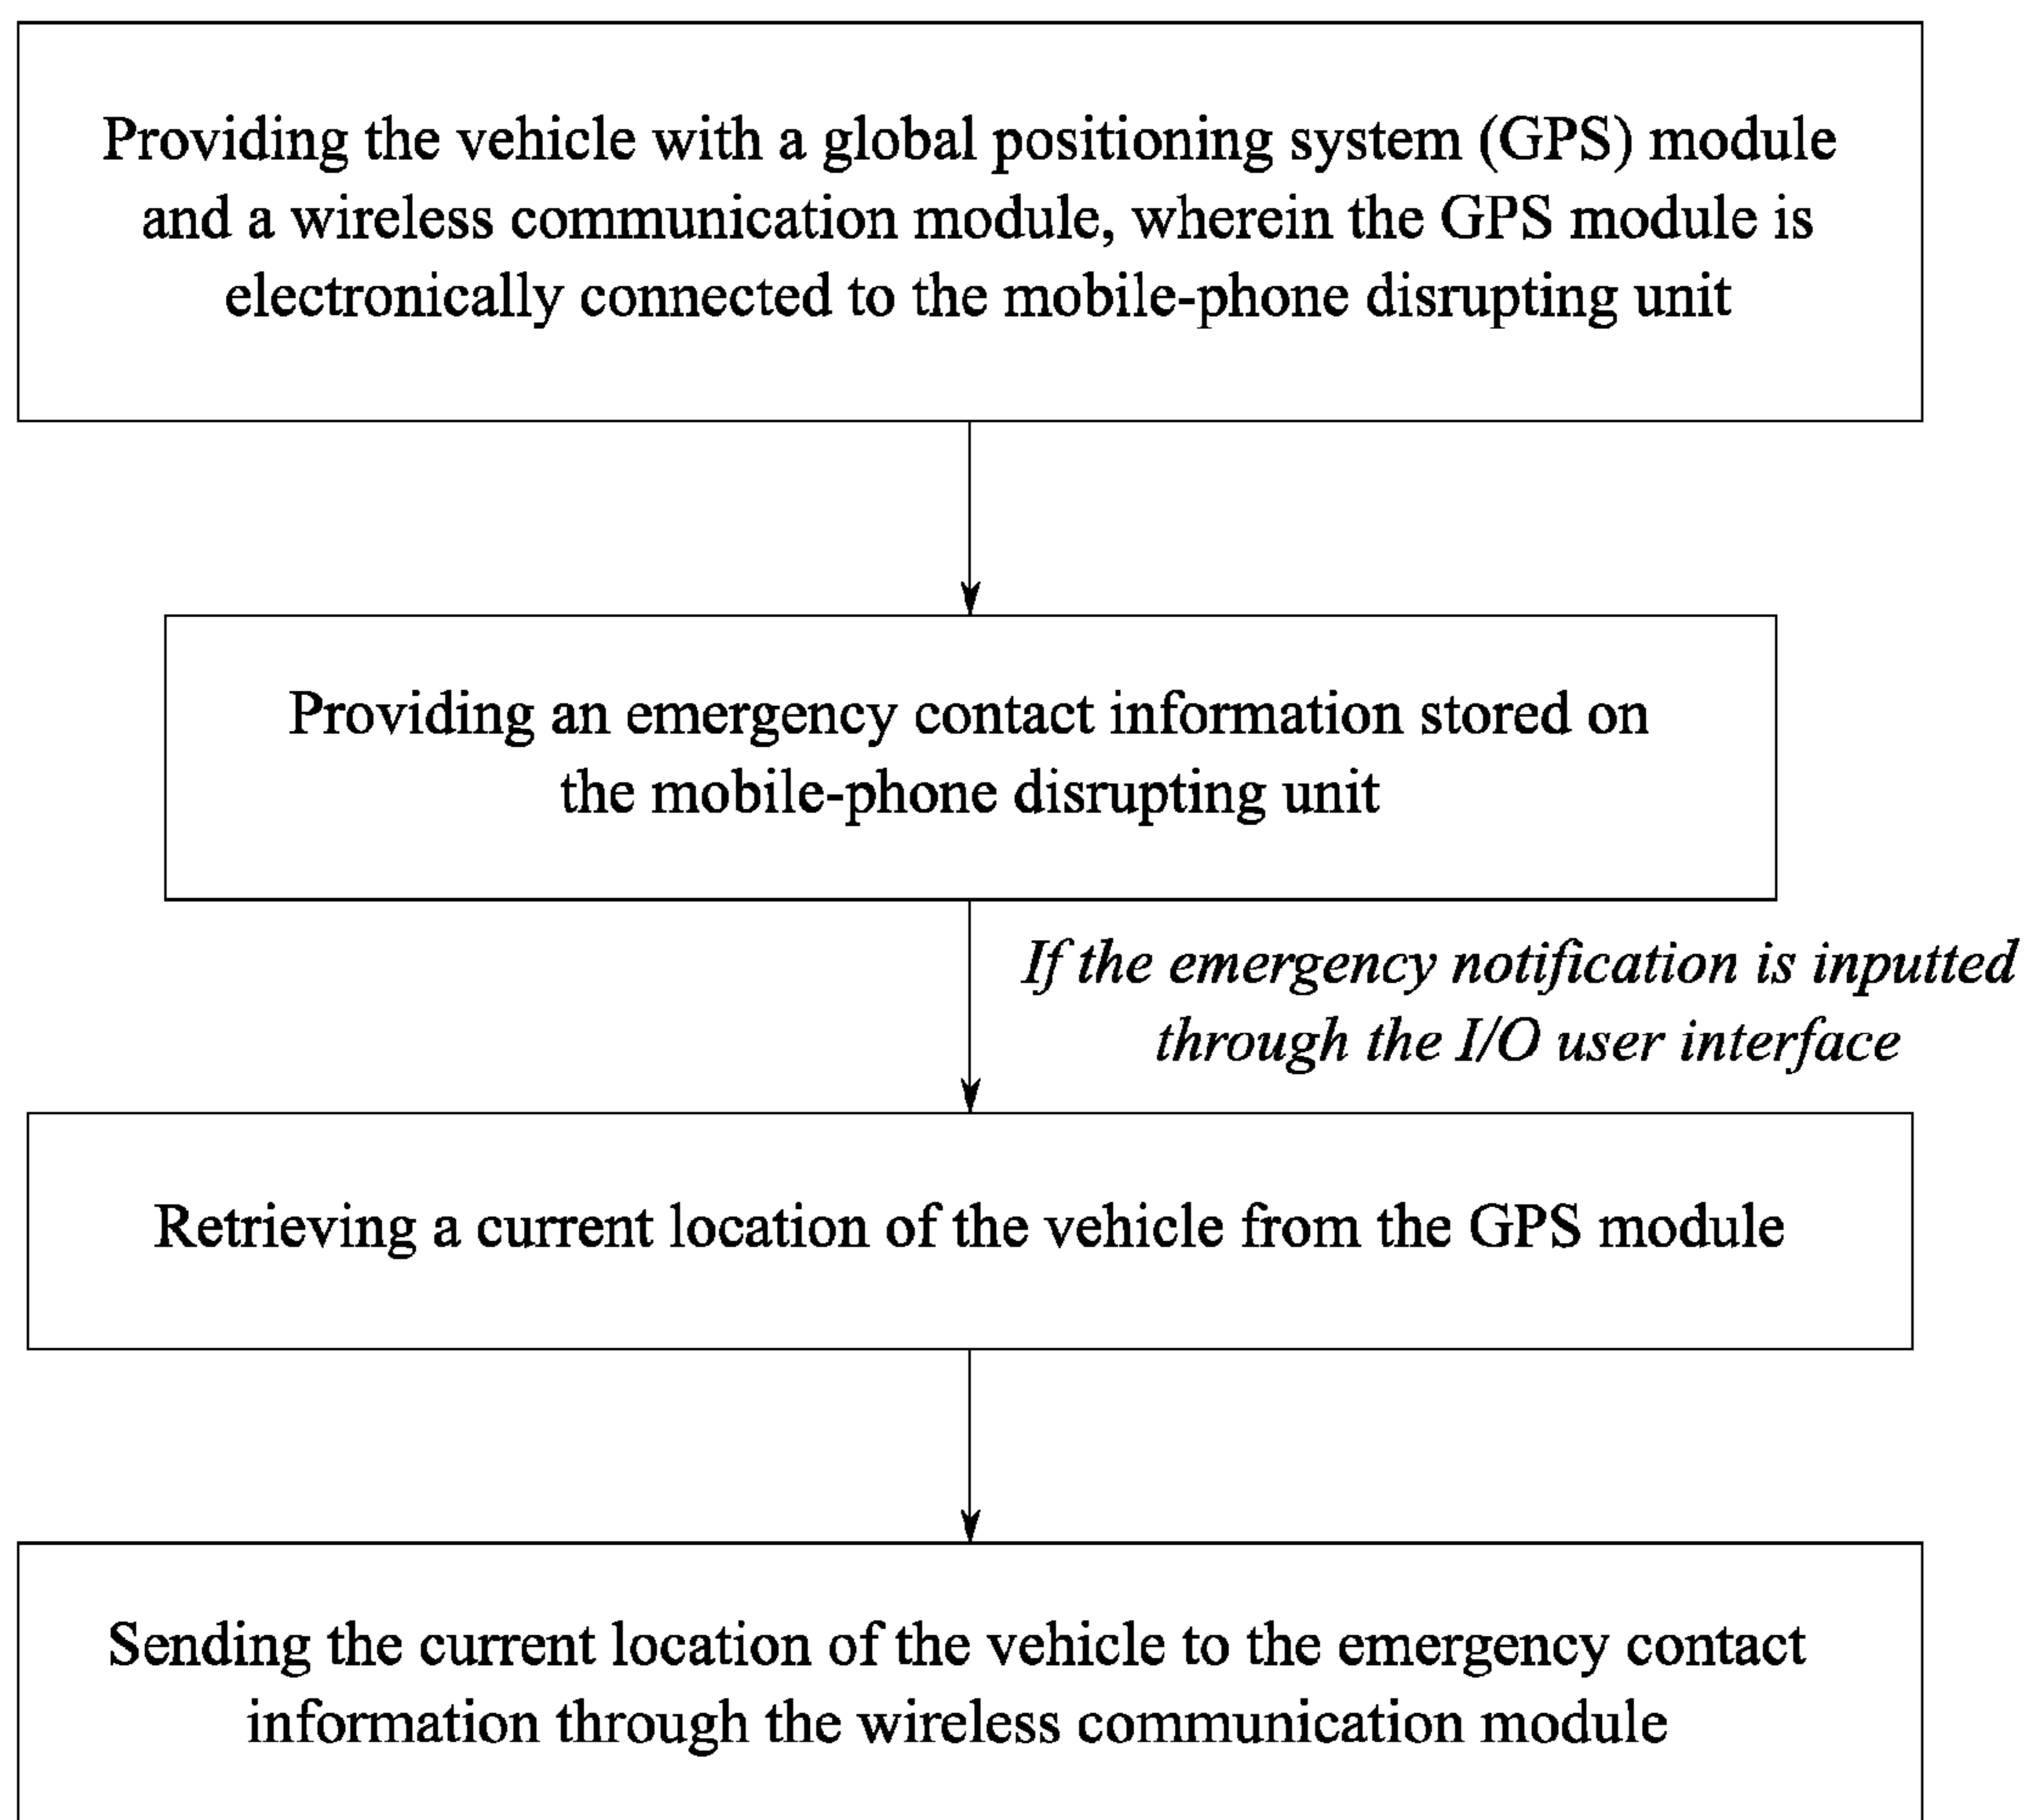 Providing the vehicle with a global positioning system (GPS) module
and a wireless communication module, wherein the GPS module is
electronically connected to the mobile-phone disrupting unit
Providing an emergency contact information stored on
the mobile-phone disrupting unit
If the emergency notification is inputted
through the I/O user interface
Retrieving a current location of the vehicle from the GPS module
Sending the current location of the vehicle to the emergency contact
information through the wireless communication module